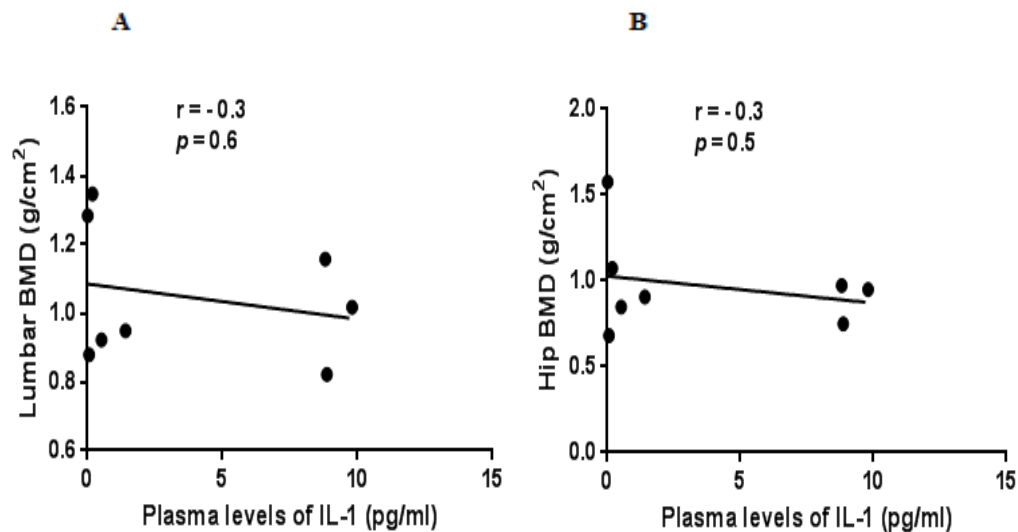 A
B
r = - 0.3
p = 0.6
1.6
1.4
1.2
1.0
0.8
0.6
Lumbar BMD (g/cm²)
0
5
10
15
Plasma levels of IL-1 (pg/ml)
r = - 0.3
p = 0.5
2.0
1.5
1.0
0.5
0.0
Hip BMD (g/cm²)
0
5
10
15
Plasma levels of IL-1 (pg/ml)